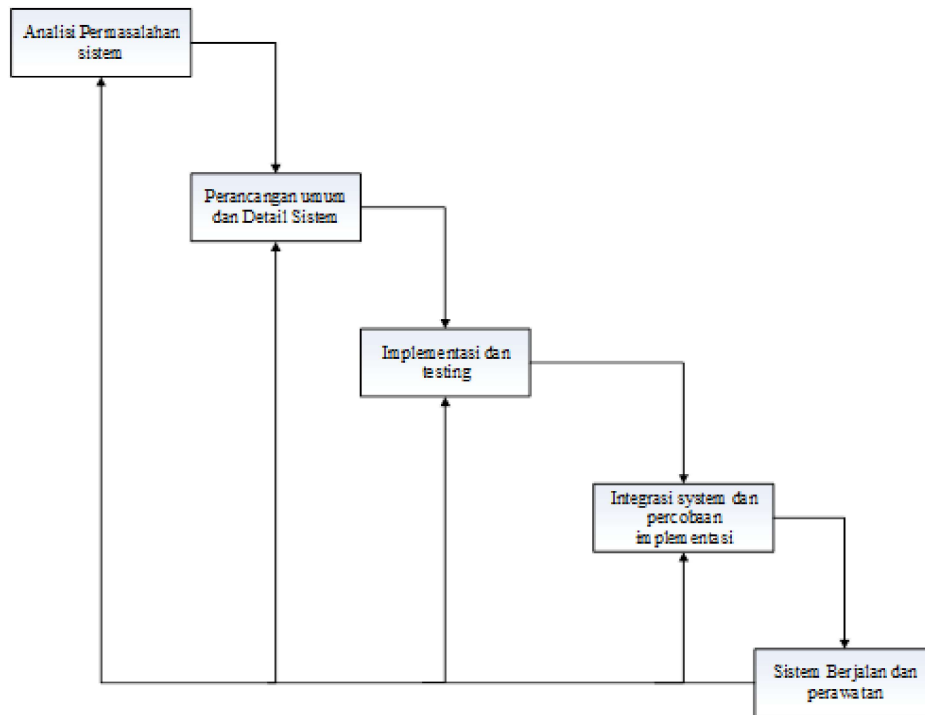 Analisi Permasalahan
sistem
Perancangan umum
dan Detail Sistem
Implementasi dan
testing
Integrasi system dan
percobaan
implementasi
Sistem Berjalan dan
perawatan